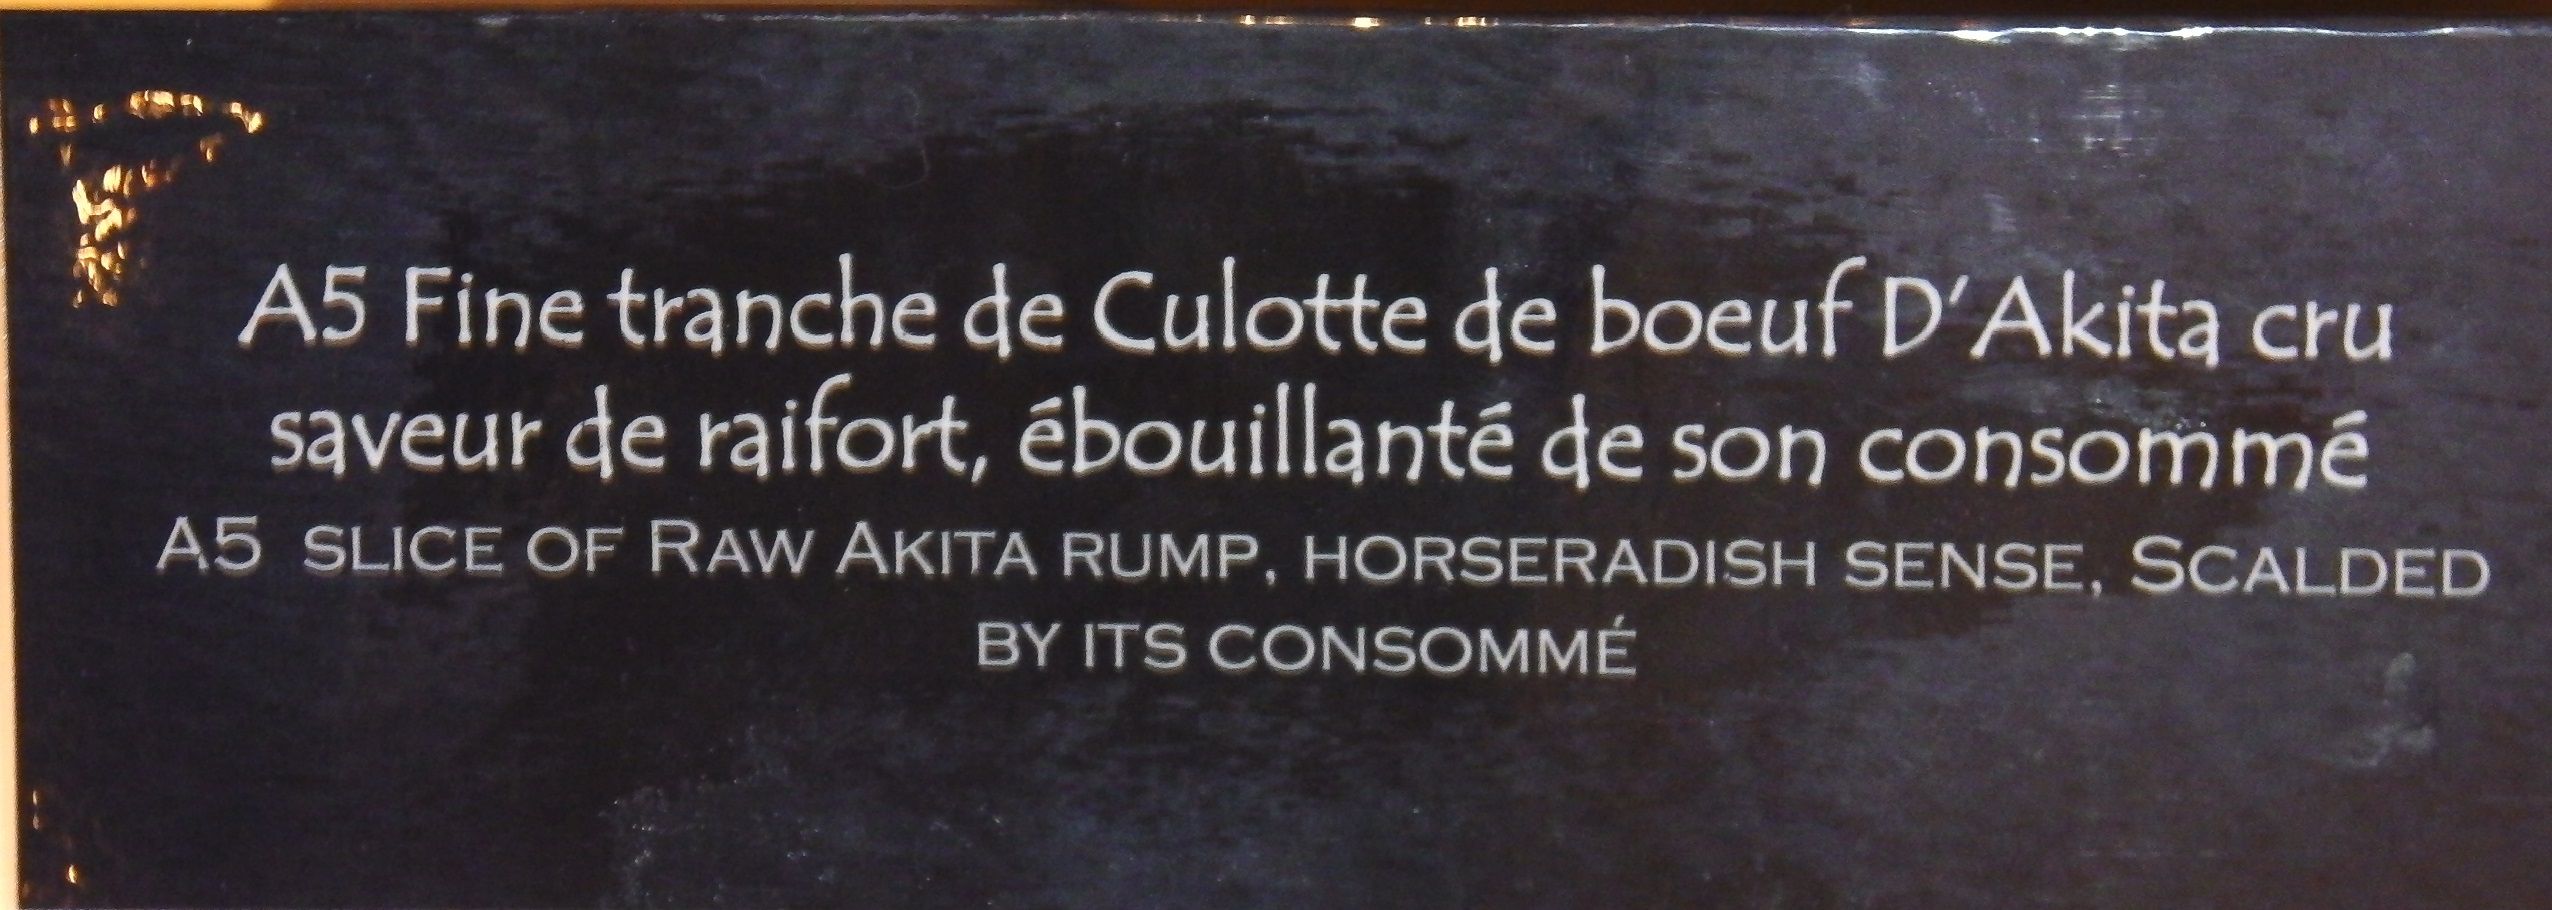 A5 Fine tranche de Culotte de boeuf D'Akita cru
saveur de raifort, ébouillanté de son consommé
A5 SLICE OF RAW AKITA RUMP, HORSERADISH SENSE, SCALDED
BY ITS CONSOMMÉ